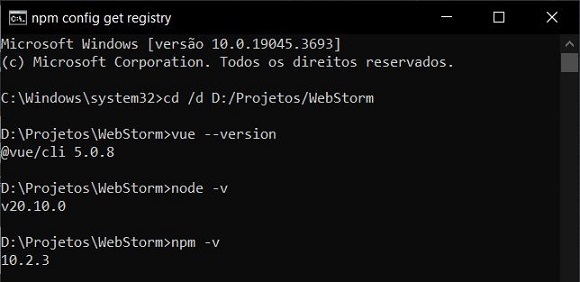 npm config get registry
Microsoft Windows [versão 10.0.19045.3693]
(c) Microsoft Corporation. Todos os direitos reservados.
C:\Windows\system32>cd /d D:/Projetos/WebStorm
D:\Projetos\WebStorm>vue --version
@vue/cli 5.0.8
D:\Projetos\WebStorm>node -v
v20.10.0
D:\Projetos\WebStorm>npm -v
10.2.3